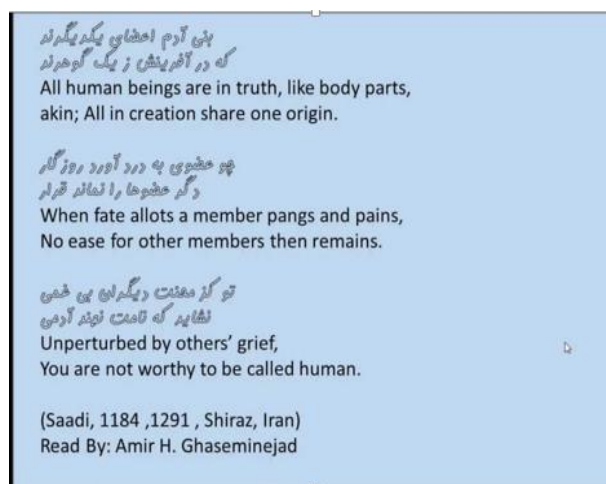 بنی آدم اعضای یکدیگرند
که در آفرینش ز یک گوهرند
All human beings are in truth, like body parts,
akin; All in creation share one origin.
چو عضوی به درد آورد روزگار
دگر عضوها را نماند قرار
When fate allots a member pangs and pains,
No ease for other members then remains.
تو کز محنت دیگران بی غمی
نشاید که نامت نهند آدمی
Unperturbed by others’ grief,
You are not worthy to be called human.
(Saadi, 1184 ,1291 , Shiraz, Iran)
Read By: Amir H. Ghaseminejad